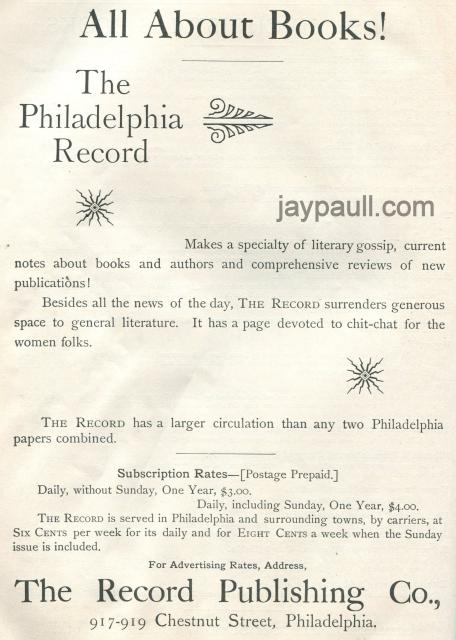 All About Books!
The
Philadelphia
Record
jaypaull.com
Makes a specialty of literary gossip, current
notes about books and authors and comprehensive reviews of new
publications!
Besides all the news of the day, THE RECORD surrenders generous
space to general literature. It has a page devoted to chit-chat for the
women folks.
THE RECORD has a larger circulation than any two Philadelphia
papers combined.
Subscription Rates—[Postage Prepaid.]
Daily, without Sunday, One Year, $3.00.
Daily, including Sunday, One Year, $4.00.
THE RECORD is served in Philadelphia and surrounding towns, by carriers, at
SIX CENTS per week for its daily and for EIGHT CENTS a week when the Sunday
issue is included.
For Advertising Rates, Address,
The Record Publishing Co.,
917-919 Chestnut Street, Philadelphia.